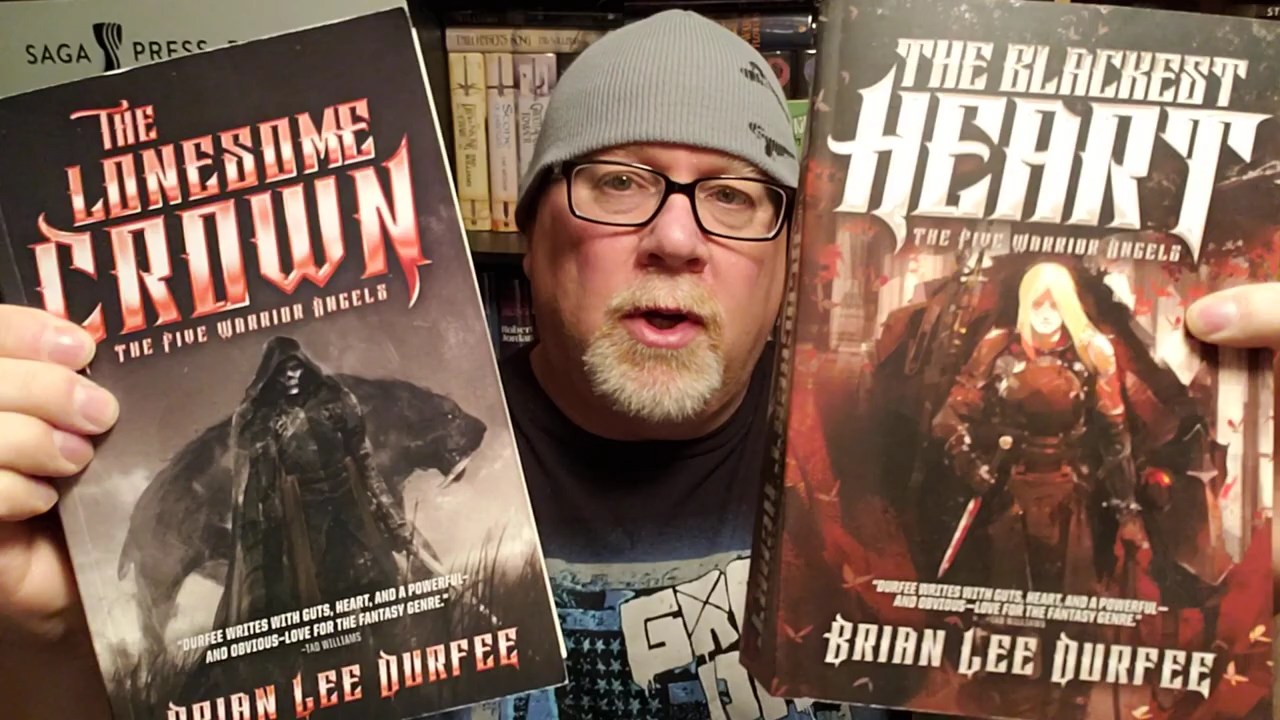 SAGA PRESS
THE
LONESOME
CROWN
THE FIVE WARRIOR ANGELS
"DURFEE WRITES WITH GUTS, HEART, AND A POWERFUL—
AND OBVIOUS—LOVE FOR THE FANTASY GENRE."
–TAD WILLIAMS
BRIAN LEE DURFEE
Robert
Jordan
THE BLACKEST
HEART
THE FIVE WARRIOR ANGELS
"DURFEE WRITES WITH GUTS, HEART, AND A POWERFUL—
AND OBVIOUS—LOVE FOR THE FANTASY GENRE."
–TAD WILLIAMS
BRIAN LEE DURFEE